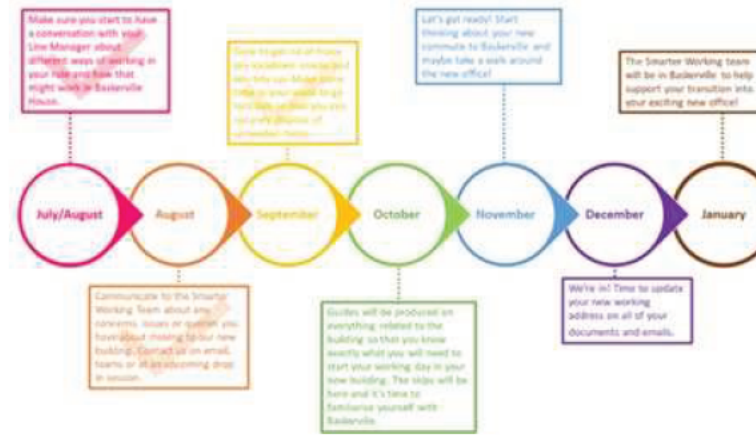 Make sure you start to have
a conversation with your
Line Manager about
different ways of working in
your role and how that
might work in Baskerville
House.
Let's get ready! Start
thinking about your new
commute to Baskerville and
maybe take a walk around
the new office!
The Smarter Working team
will be in Baskerville to help
support your transition into
your exciting new office!
July/August
August
September
October
November
December
January
Communicate to the Smarter
Working Team about any
concerns, issues or queries you
have about moving to our new
building. Contact us on email,
teams or at an upcoming drop
in session.
Guides will be produced on
everything related to the
building so that you know
exactly what you will need to
start your working day in your
new building. The skips will be
here and it's time to
familiarise yourself with
Baskerville.
We're in! Time to update
your new working
address on all of your
documents and emails.